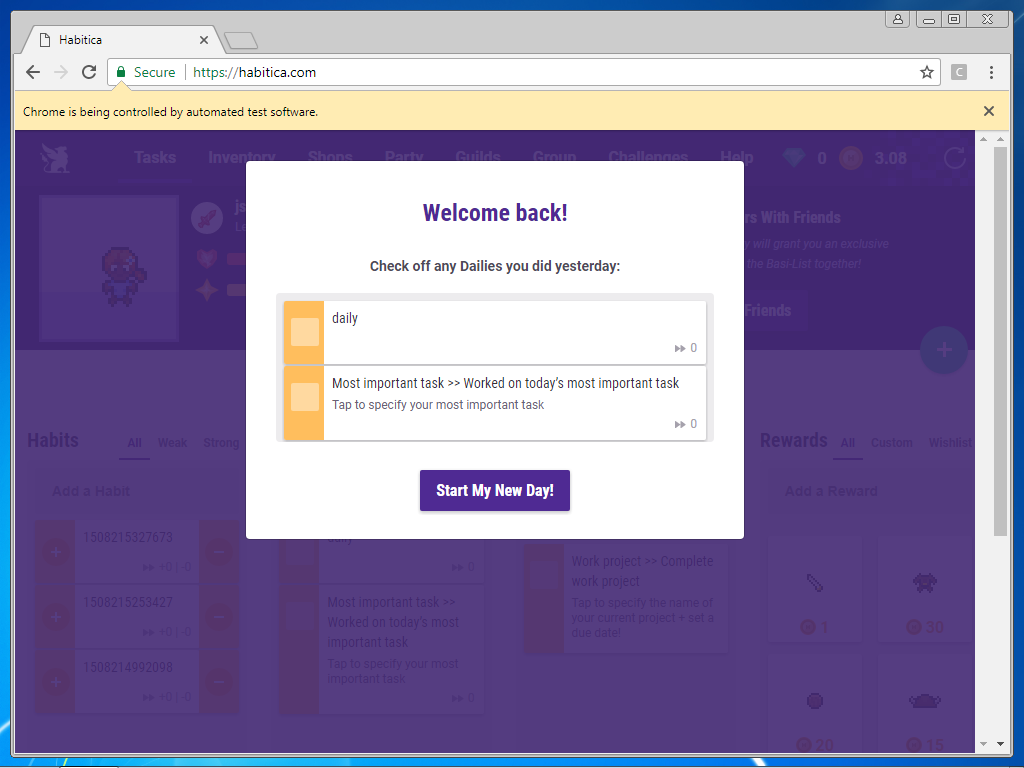 Habitica
Secure
https://habitica.com
C
Chrome is being controlled by automated test software.
Tasks Inventory Shops Party Guilds Group Challenges Help 0 3.08
Welcome back!
Check off any Dailies you did yesterday:
daily
0
Most important task >> Worked on today's most important task
Tap to specify your most important task
0
Start My New Day!
js
rs With Friends
y will grant you an exclusive
the Basi-List together!
Friends
Habits All Weak Strong
Add a Habit
1508215327673
+0 | -0
1508215253427
+0 | -0
1508214992098
+0 | -0
daily
0
Most important task >>
Worked on today's most
important task
Tap to specify your most
important task
0
Work project >> Complete
work project
Tap to specify the name of
your current project + set a
due date!
Rewards All Custom Wishlist
Add a Reward
1
30
20
15